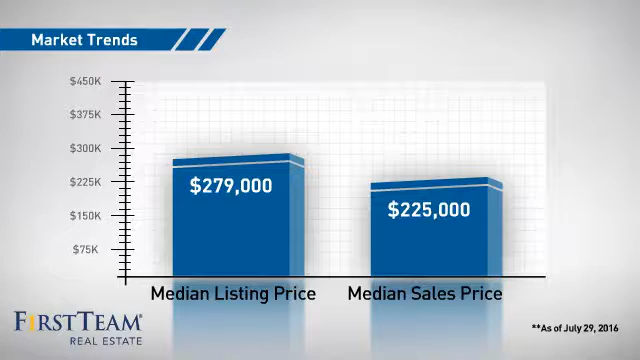 Market Trends
$450K
$375K
$300K
$225K
$150K
$75K
$279,000
$225,000
Median Listing Price
Median Sales Price
FIRSTTEAM®
REAL ESTATE
**As of July 29, 2016